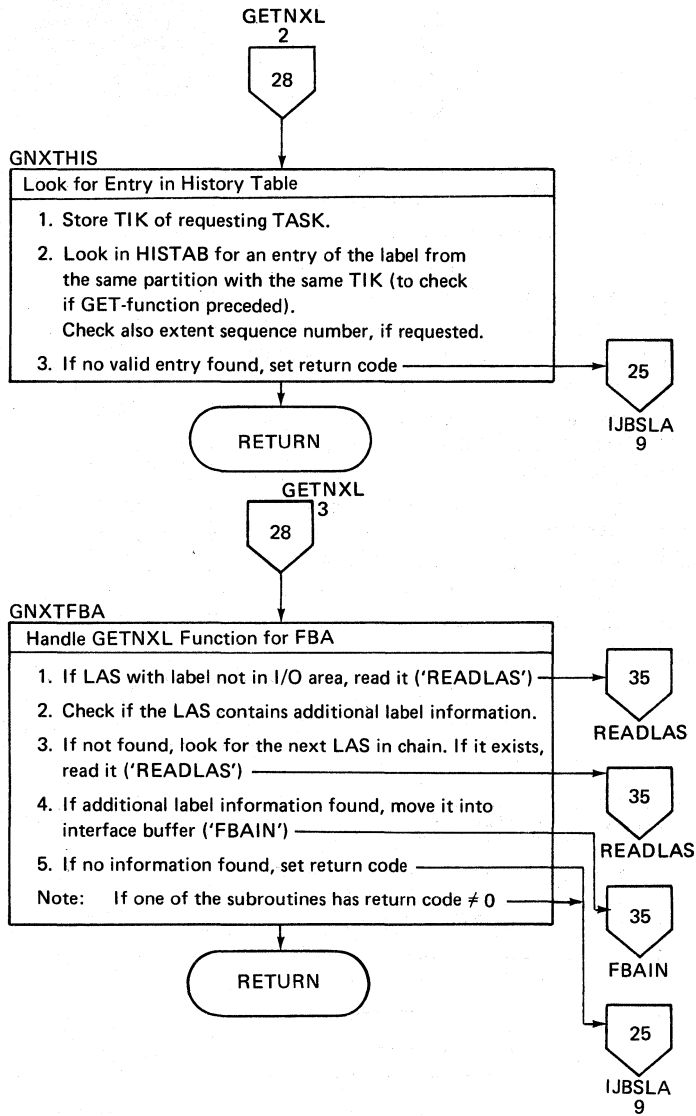 GETNXL
2
28
GNXTHIS
Look for Entry in History Table
1. Store TIK of requesting TASK.
2. Look in HISTAB for an entry of the label from
the same partition with the same TIK (to check
if GET-function preceded).
Check also extent sequence number, if requested.
3. If no valid entry found, set return code
25
IJBSLA
9
RETURN
GETNXL
3
28
GNXTFBA
Handle GETNXL Function for FBA
1. If LAS with label not in I/O area, read it ('READLAS')
35
READLAS
2. Check if the LAS contains additional label information.
3. If not found, look for the next LAS in chain. If it exists,
read it ('READLAS')
35
READLAS
4. If additional label information found, move it into
interface buffer ('FBAIN')
5. If no information found, set return code
Note: If one of the subroutines has return code ≠ 0
35
FBAIN
RETURN
25
IJBSLA
9